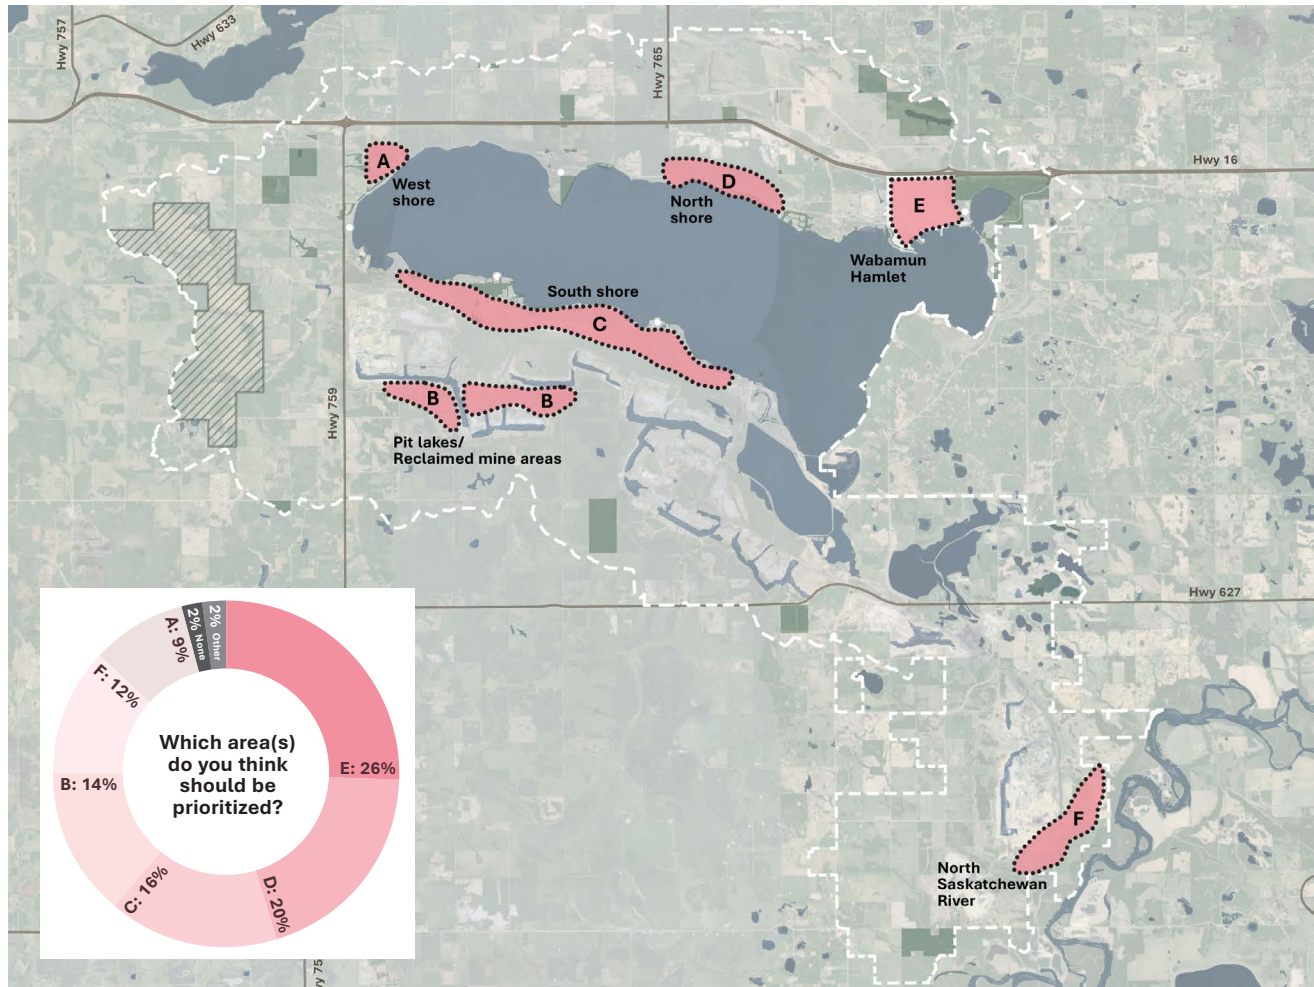 Hwy 757
Hwy 633
Hwy 765
Hwy 16
A
West
shore
D
North
shore
E
Wabamun
Hamlet
South shore
C
B
B
Pit lakes/
Reclaimed mine areas
Hwy 759
Hwy 627
F
North
Saskatchewan
River
wy 75
Which area(s)
do you think
should be
prioritized?
E: 26%
D: 20%
C: 16%
B: 14%
F: 12%
A: 9%
2% None
2% Other